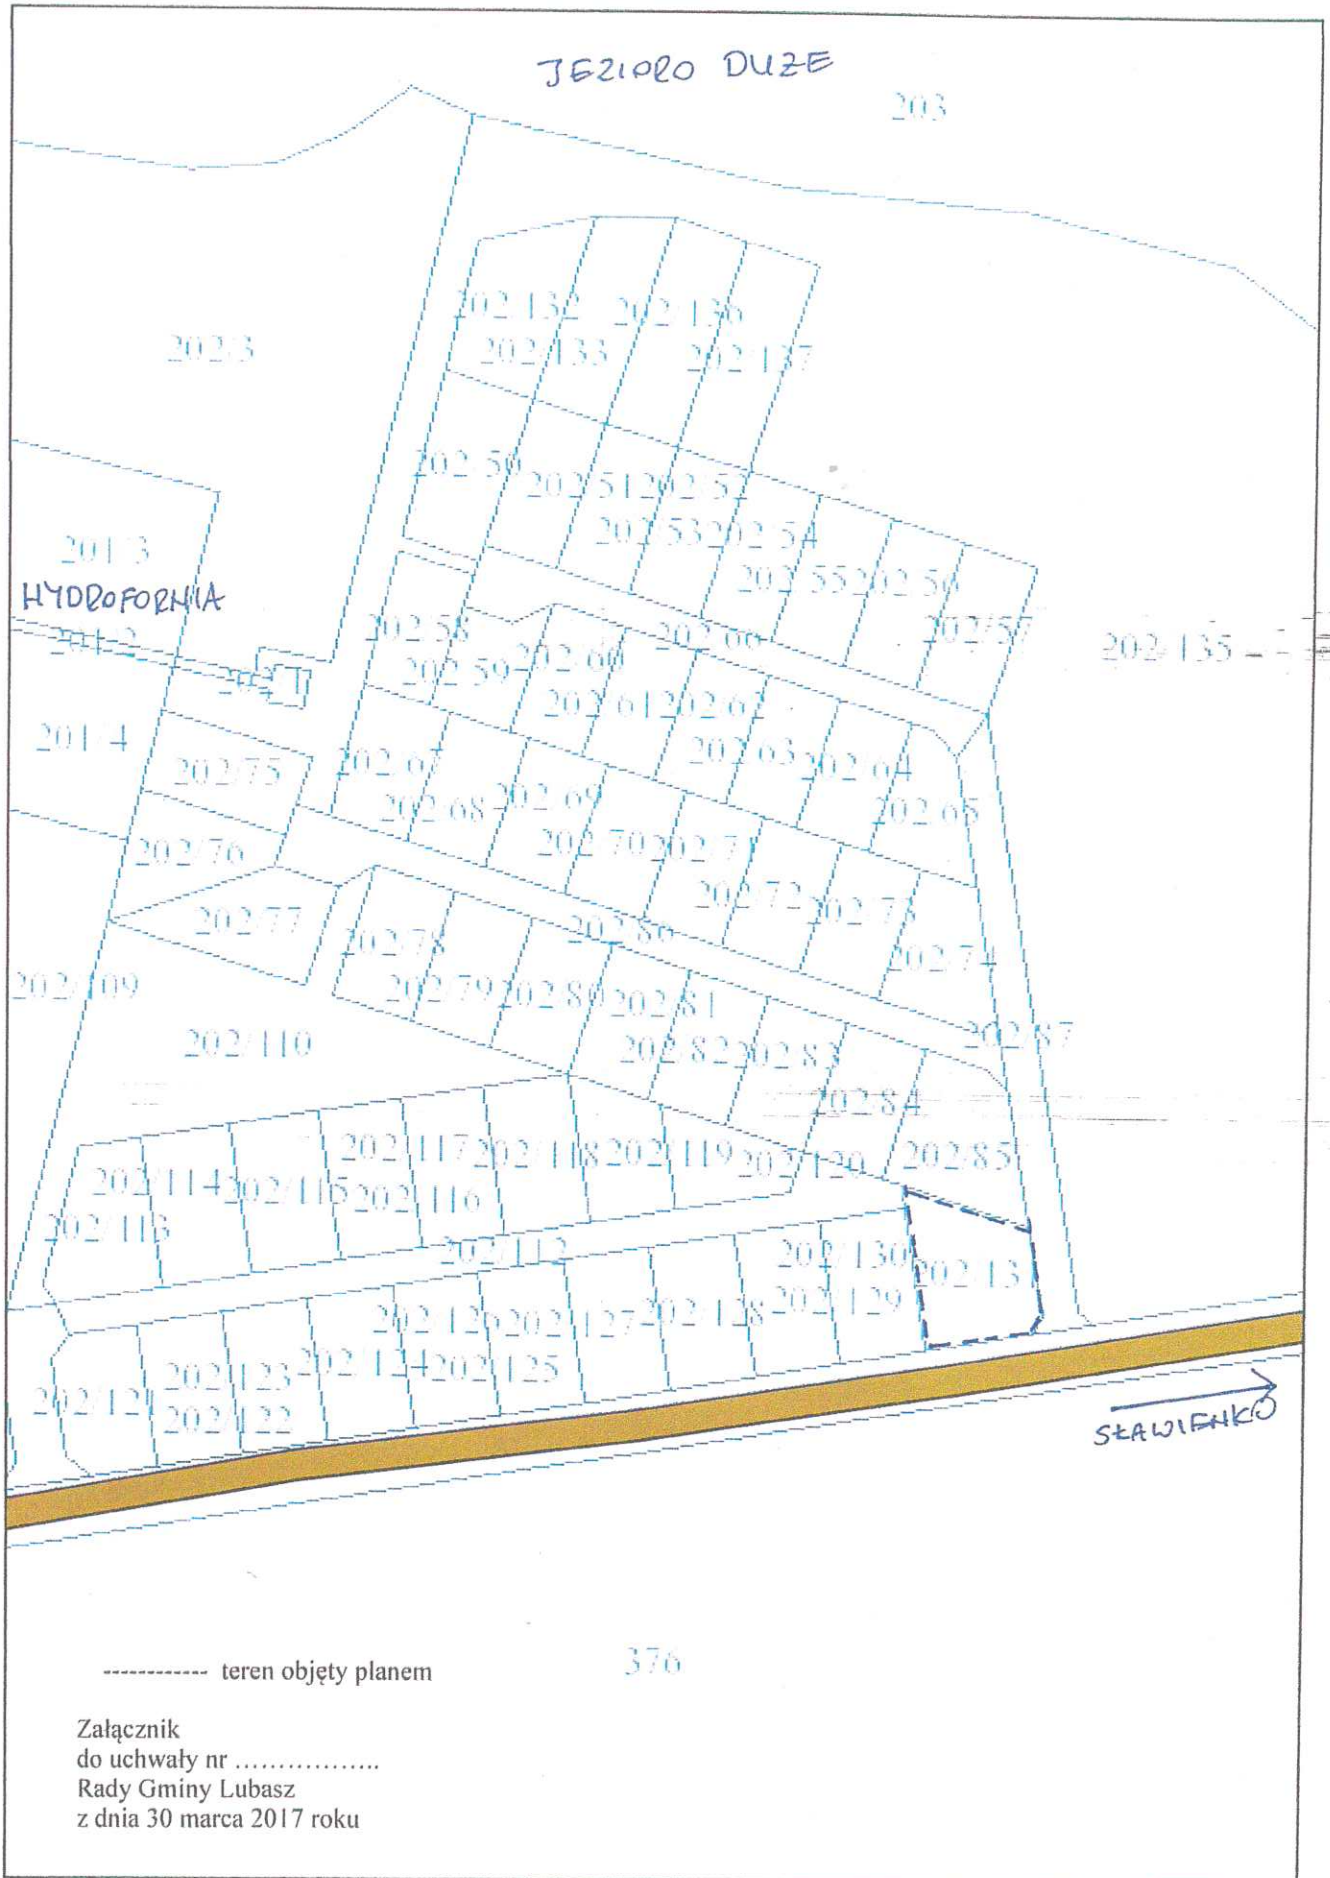 JEZIORO DUŻE
203
202/132 202/136
202/3 202/133 202/137
202/50 202/51 202/52
201/3 202/53 202/54
202/55 202/56
HYDROFORNIA
201/2 202/58 202/66 202/57 202/135
202/59 202/60
202/61 202/62
201/4 202/63 202/64
202/75 202/67
202/68 202/69 202/65
202/76 202/70 202/71
202/72 202/73
202/77 202/78 202/86
202/74
202/109 202/79 202/80 202/81
202/110 202/82 202/83 202/87
202/84
202/117 202/118 202/119 202/120 202/85
202/114 202/115 202/116
202/113
202/112 202/130 202/131
202/126 202/127 202/128 202/129
202/123 202/124 202/125
202/121 202/122
SŁAWIENKO
376
------------ teren objęty planem
Załącznik
do uchwały nr ..................
Rady Gminy Lubasz
z dnia 30 marca 2017 roku